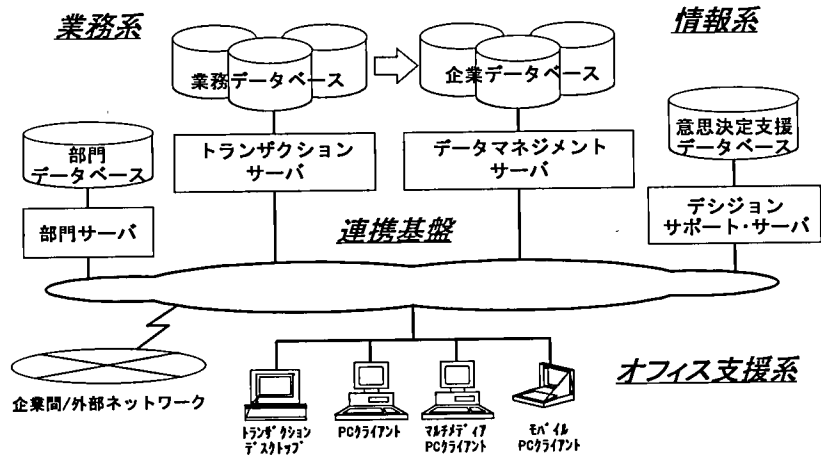 業務系
情報系
業務データベース
企業データベース
部門
データベース
トランザクション
サーバ
データマネジメント
サーバ
意思決定支援
データベース
部門サーバ
連携基盤
デシジョン
サポート・サーバ
企業間/外部ネットワーク
オフィス支援系
トランザクション
デスクトップ
PCクライアント
マルチメディア
PCクライアント
モバイル
PCクライアント